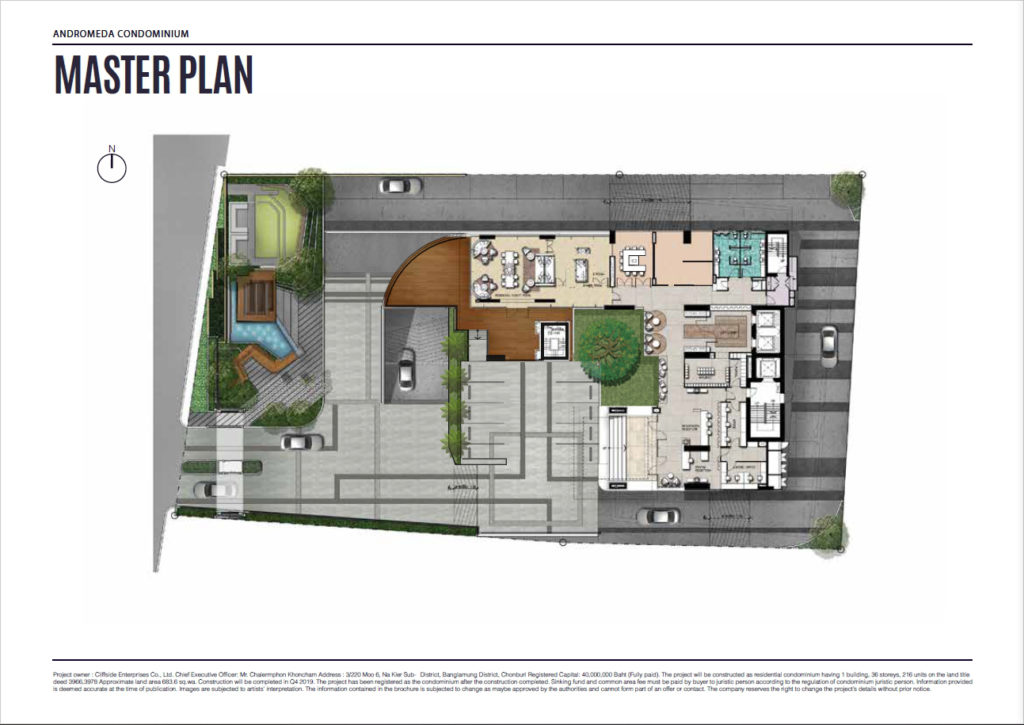 ANDROMEDA CONDOMINIUM
MASTER PLAN
N
Project owner : Cliffside Enterprises Co., Ltd. Chief Executive Officer: Mr. Chalermphon Khoncham Address : 3/220 Moo 6, Na Kier Sub- District, Banglamung District, Chonburi Registered Capital: 40,000,000 Baht (Fully paid). The project will be constructed as residential condominium having 1 building, 36 storeys, 216 units on the land title
deed 3966,3978 Approximate land area 683.6 sq.wa. Construction will be completed in Q4 2019. The project has been registered as the condominium after the construction completed. Sinking fund and common area fee must be paid by buyer to juristic person according to the regulation of condominium juristic person. Information provided
is deemed accurate at the time of publication. Images are subjected to artists' interpretation. The information contained in the brochure is subjected to change as maybe approved by the authorities and cannot form part of an offer or contact. The company reserves the right to change the project's details without prior notice.